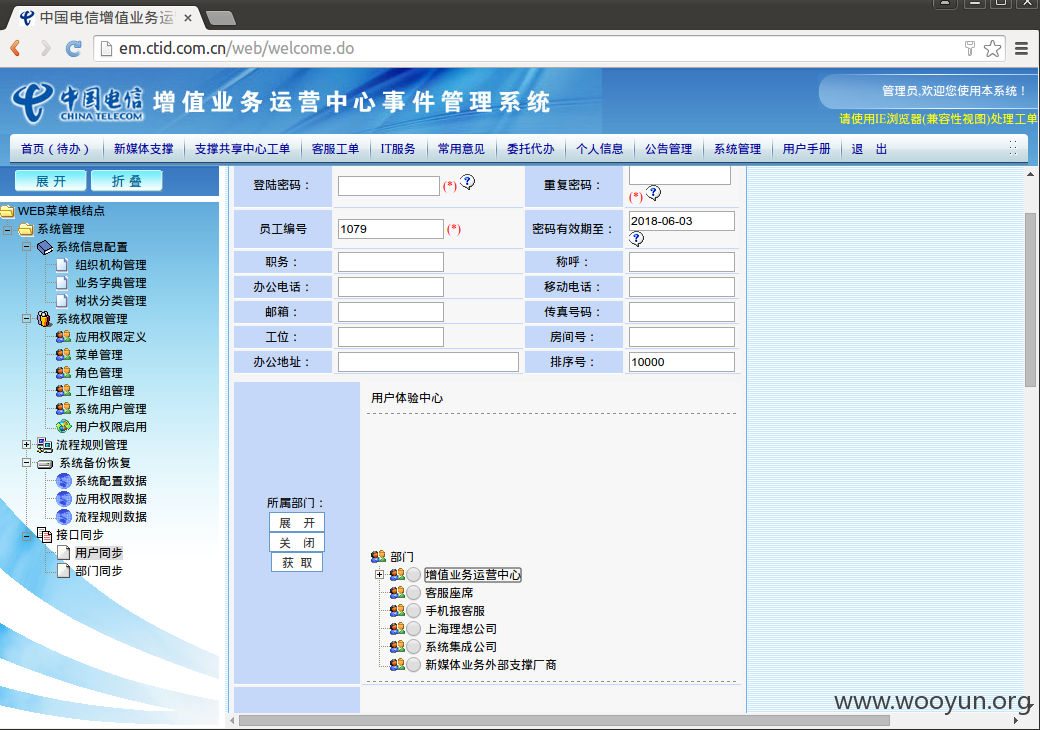 中国电信增值业务运
em.ctid.com.cn/web/welcome.do
中国电信
CHINA TELECOM
增值业务运营中心事件管理系统
管理员,欢迎您使用本系统！
请使用IE浏览器(兼容性视图)处理工单
首页（待办） 新媒体支撑 支撑共享中心工单 客服工单 IT服务 常用意见 委托代办 个人信息 公告管理 系统管理 用户手册 退 出
展 开 折 叠
WEB菜单根结点
系统管理
系统信息配置
组织机构管理
业务字典管理
树状分类管理
系统权限管理
应用权限定义
菜单管理
角色管理
工作组管理
系统用户管理
用户权限启用
流程规则管理
系统备份恢复
系统配置数据
应用权限数据
流程规则数据
接口同步
用户同步
部门同步
登陆密码： (*) 重复密码： (*)
员工编号 1079 (*) 密码有效期至： 2018-06-03
职务： 称呼：
办公电话： 移动电话：
邮箱： 传真号码：
工位： 房间号：
办公地址： 排序号： 10000
用户体验中心
所属部门：
展 开
关 闭
获 取
部门
增值业务运营中心
客服座席
手机报客服
上海理想公司
系统集成公司
新媒体业务外部支撑厂商
www.wooyun.org